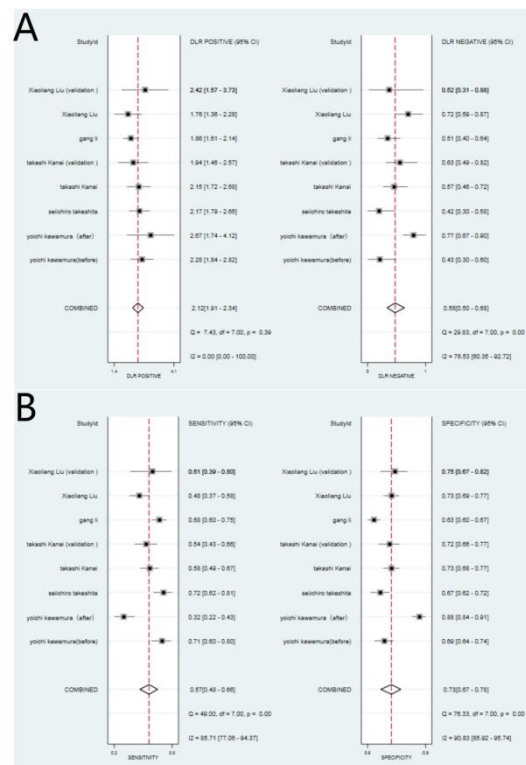 A
StudyId DLR POSITIVE (95% CI)
Xiaoliang Liu (validation ) 2.42 [1.57 - 3.73]
Xiaoliang Liu 1.76 [1.36 - 2.28]
gang li 1.86 [1.61 - 2.14]
takashi Kanai (validation ) 1.94 [1.46 - 2.57]
takashi Kanai 2.15 [1.72 - 2.68]
seiichiro takeshita 2.17 [1.79 - 2.65]
yoichi kawamura (after) 2.67 [1.74 - 4.12]
yoichi kawamura(before) 2.28 [1.84 - 2.82]
COMBINED 2.12[1.91 - 2.34]
Q = 7.43, df = 7.00, p = 0.39
I2 = 0.00 [0.00 - 100.00]
4.1
DLR POSITIVE
StudyId DLR NEGATIVE (95% CI)
Xiaoliang Liu (validation ) 0.52 [0.31 - 0.88]
Xiaoliang Liu 0.72 [0.59 - 0.87]
gang li 0.51 [0.40 - 0.64]
takashi Kanai (validation ) 0.63 [0.49 - 0.82]
takashi Kanai 0.57 [0.46 - 0.72]
seiichiro takeshita 0.42 [0.30 - 0.58]
yoichi kawamura (after) 0.77 [0.67 - 0.90]
yoichi kawamura(before) 0.43 [0.30 - 0.60]
COMBINED 0.58[0.50 - 0.68]
Q = 29.83, df = 7.00, p = 0.00
I2 = 76.53 [60.35 - 92.72]
0 1
DLR NEGATIVE
B
StudyId SENSITIVITY (95% CI)
Xiaoliang Liu (validation ) 0.61 [0.39 - 0.80]
Xiaoliang Liu 0.48 [0.37 - 0.58]
gang li 0.68 [0.60 - 0.75]
takashi Kanai (validation ) 0.54 [0.43 - 0.66]
takashi Kanai 0.58 [0.49 - 0.67]
seiichiro takeshita 0.72 [0.62 - 0.81]
yoichi kawamura (after) 0.32 [0.22 - 0.43]
yoichi kawamura(before) 0.71 [0.60 - 0.80]
COMBINED 0.57[0.48 - 0.66]
Q = 49.00, df = 7.00, p = 0.00
I2 = 85.71 [77.06 - 94.37]
SENSITIVITY
StudyId SPECIFICITY (95% CI)
Xiaoliang Liu (validation ) 0.75 [0.67 - 0.82]
Xiaoliang Liu 0.73 [0.69 - 0.77]
gang li 0.63 [0.60 - 0.67]
takashi Kanai (validation ) 0.72 [0.66 - 0.77]
takashi Kanai 0.73 [0.68 - 0.77]
seiichiro takeshita 0.67 [0.62 - 0.72]
yoichi kawamura (after) 0.88 [0.84 - 0.91]
yoichi kawamura(before) 0.69 [0.64 - 0.74]
COMBINED 0.73[0.67 - 0.78]
Q = 76.33, df = 7.00, p = 0.00
I2 = 90.83 [85.92 - 95.74]
SPECIFICITY